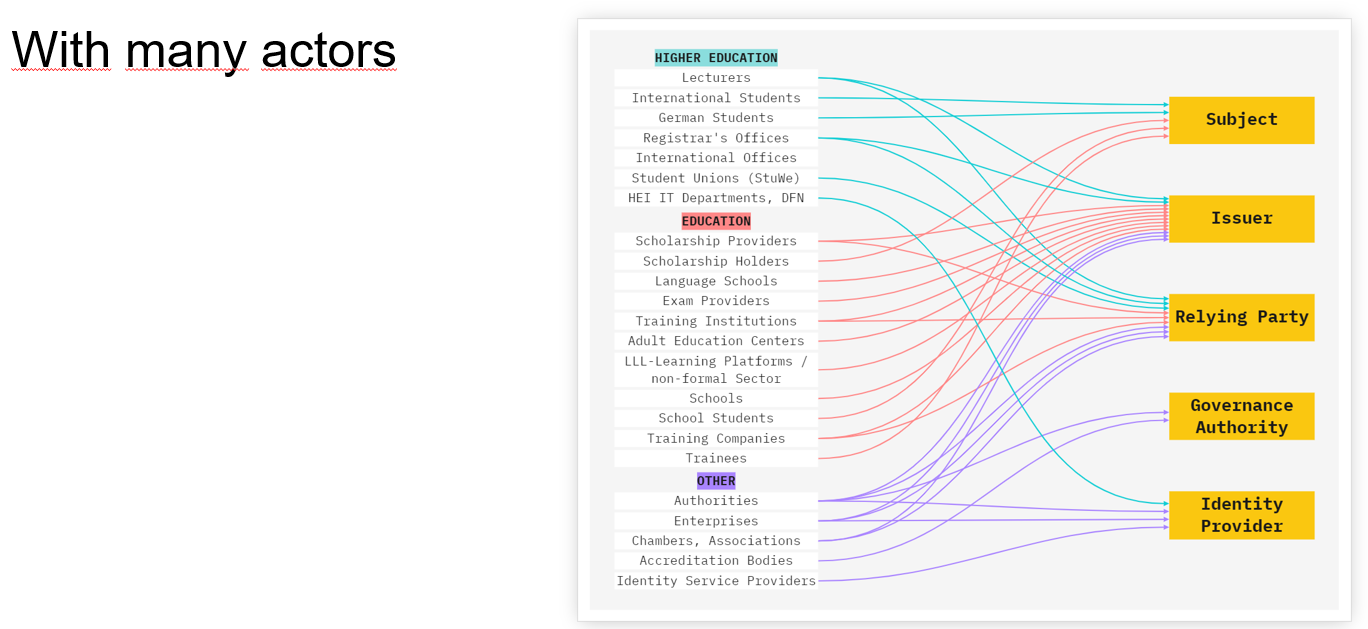 With many actors
HIGHER EDUCATION
Lecturers
International Students
German Students
Registrar's Offices
International Offices
Student Unions (StuWe)
HEI IT Departments, DFN
EDUCATION
Scholarship Providers
Scholarship Holders
Language Schools
Exam Providers
Training Institutions
Adult Education Centers
LLL-Learning Platforms /
non-formal Sector
Schools
School Students
Training Companies
Trainees
OTHER
Authorities
Enterprises
Chambers, Associations
Accreditation Bodies
Identity Service Providers
Subject
Issuer
Relying Party
Governance
Authority
Identity
Provider